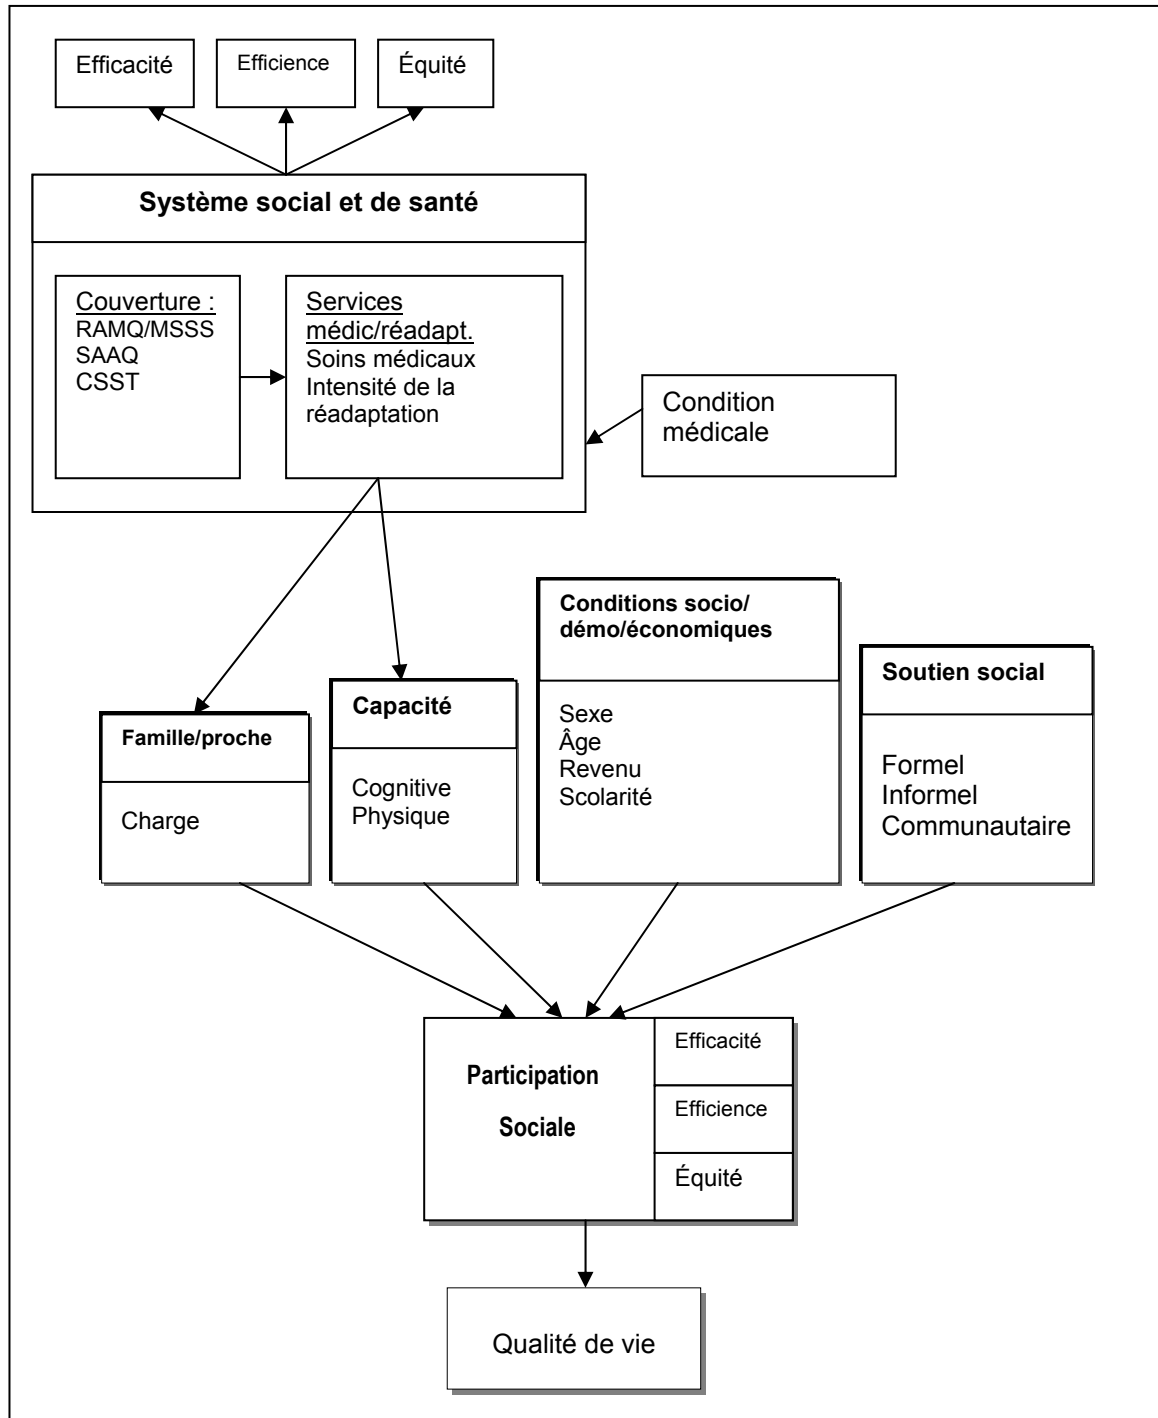 Efficacité
Efficience
Équité
Système social et de santé
Couverture :
RAMQ/MSSS
SAAQ
CSST
Services
médic/réadapt.
Soins médicaux
Intensité de la
réadaptation
Condition
médicale
Famille/proche
Charge
Capacité
Cognitive
Physique
Conditions socio/
démo/économiques
Sexe
Âge
Revenu
Scolarité
Soutien social
Formel
Informel
Communautaire
Participation
Sociale
Efficacité
Efficience
Équité
Qualité de vie